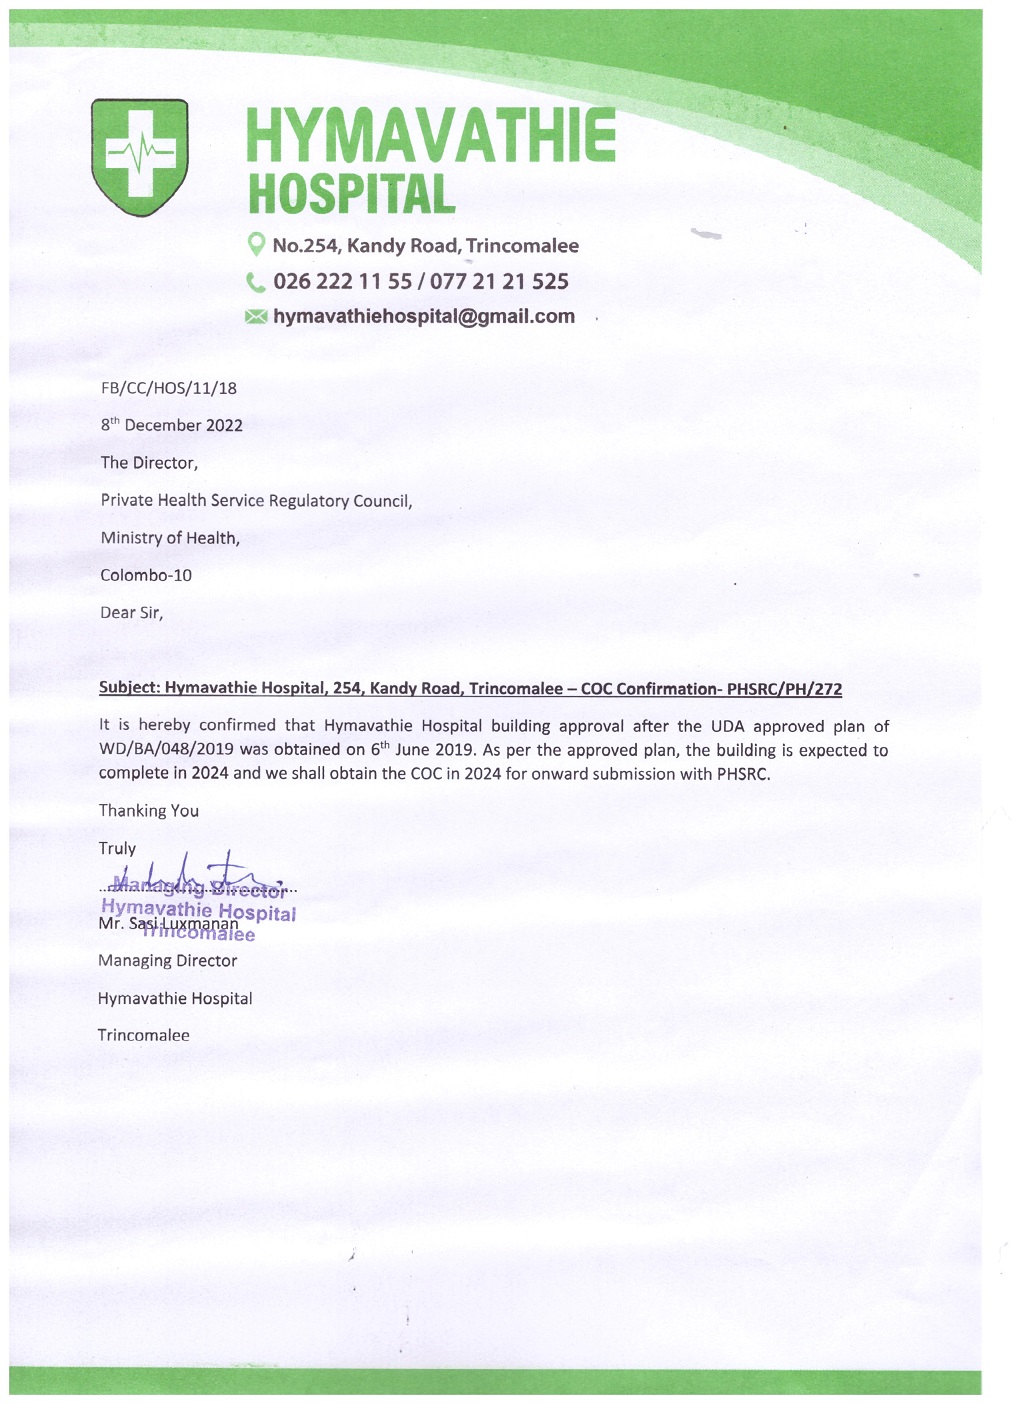 HYMAVATHIE
HOSPITAL
No.254, Kandy Road, Trincomalee
026 222 11 55 / 077 21 21 525
hymavathiehospital@gmail.com
FB/CC/HOS/11/18
8th December 2022
The Director,
Private Health Service Regulatory Council,
Ministry of Health,
Colombo-10
Dear Sir,
Subject: Hymavathie Hospital, 254, Kandy Road, Trincomalee – COC Confirmation- PHSRC/PH/272
It is hereby confirmed that Hymavathie Hospital building approval after the UDA approved plan of
WD/BA/048/2019 was obtained on 6th June 2019. As per the approved plan, the building is expected to
complete in 2024 and we shall obtain the COC in 2024 for onward submission with PHSRC.
Thanking You
Truly
Managing Director
Hymavathie Hospital
Mr. Sasi Luxmanan
Trincomalee
Managing Director
Hymavathie Hospital
Trincomalee